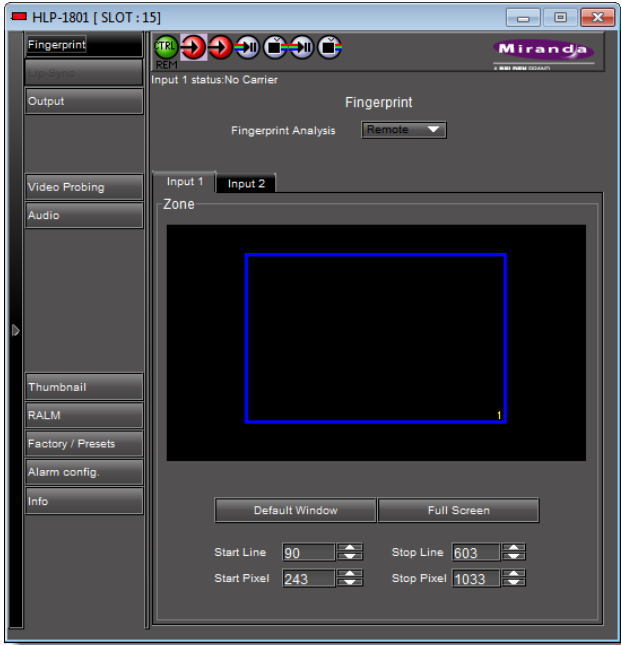 HLP-1801 [ SLOT : 15]
Fingerprint
Lip-Sync
Output
Video Probing
Audio
Thumbnail
RALM
Factory / Presets
Alarm config.
Info
CTRL
REM
Miranda
Input 1 status:No Carrier
Fingerprint
Fingerprint Analysis Remote
Input 1 Input 2
Zone
1
Default Window Full Screen
Start Line 90 Stop Line 603
Start Pixel 243 Stop Pixel 1033